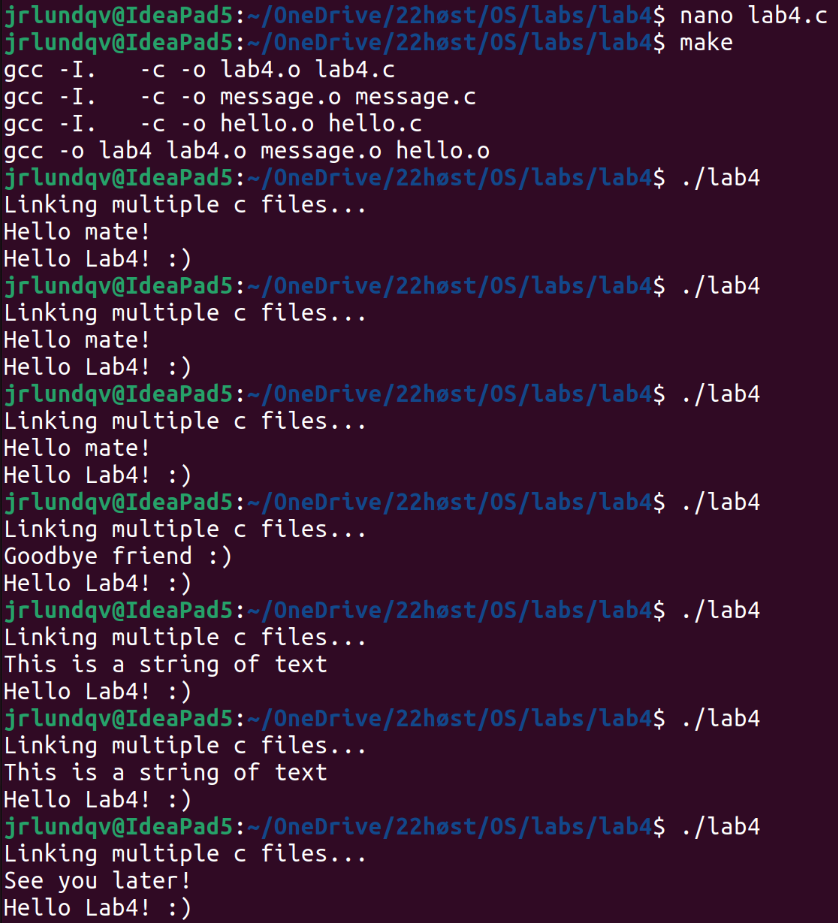 jrlundqv@IdeaPad5:~/OneDrive/22høst/OS/labs/lab4$ nano lab4.c
jrlundqv@IdeaPad5:~/OneDrive/22høst/OS/labs/lab4$ make
gcc -I.   -c -o lab4.o lab4.c
gcc -I.   -c -o message.o message.c
gcc -I.   -c -o hello.o hello.c
gcc -o lab4 lab4.o message.o hello.o
jrlundqv@IdeaPad5:~/OneDrive/22høst/OS/labs/lab4$ ./lab4
Linking multiple c files...
Hello mate!
Hello Lab4! :)
jrlundqv@IdeaPad5:~/OneDrive/22høst/OS/labs/lab4$ ./lab4
Linking multiple c files...
Hello mate!
Hello Lab4! :)
jrlundqv@IdeaPad5:~/OneDrive/22høst/OS/labs/lab4$ ./lab4
Linking multiple c files...
Hello mate!
Hello Lab4! :)
jrlundqv@IdeaPad5:~/OneDrive/22høst/OS/labs/lab4$ ./lab4
Linking multiple c files...
Goodbye friend :)
Hello Lab4! :)
jrlundqv@IdeaPad5:~/OneDrive/22høst/OS/labs/lab4$ ./lab4
Linking multiple c files...
This is a string of text
Hello Lab4! :)
jrlundqv@IdeaPad5:~/OneDrive/22høst/OS/labs/lab4$ ./lab4
Linking multiple c files...
This is a string of text
Hello Lab4! :)
jrlundqv@IdeaPad5:~/OneDrive/22høst/OS/labs/lab4$ ./lab4
Linking multiple c files...
See you later!
Hello Lab4! :)